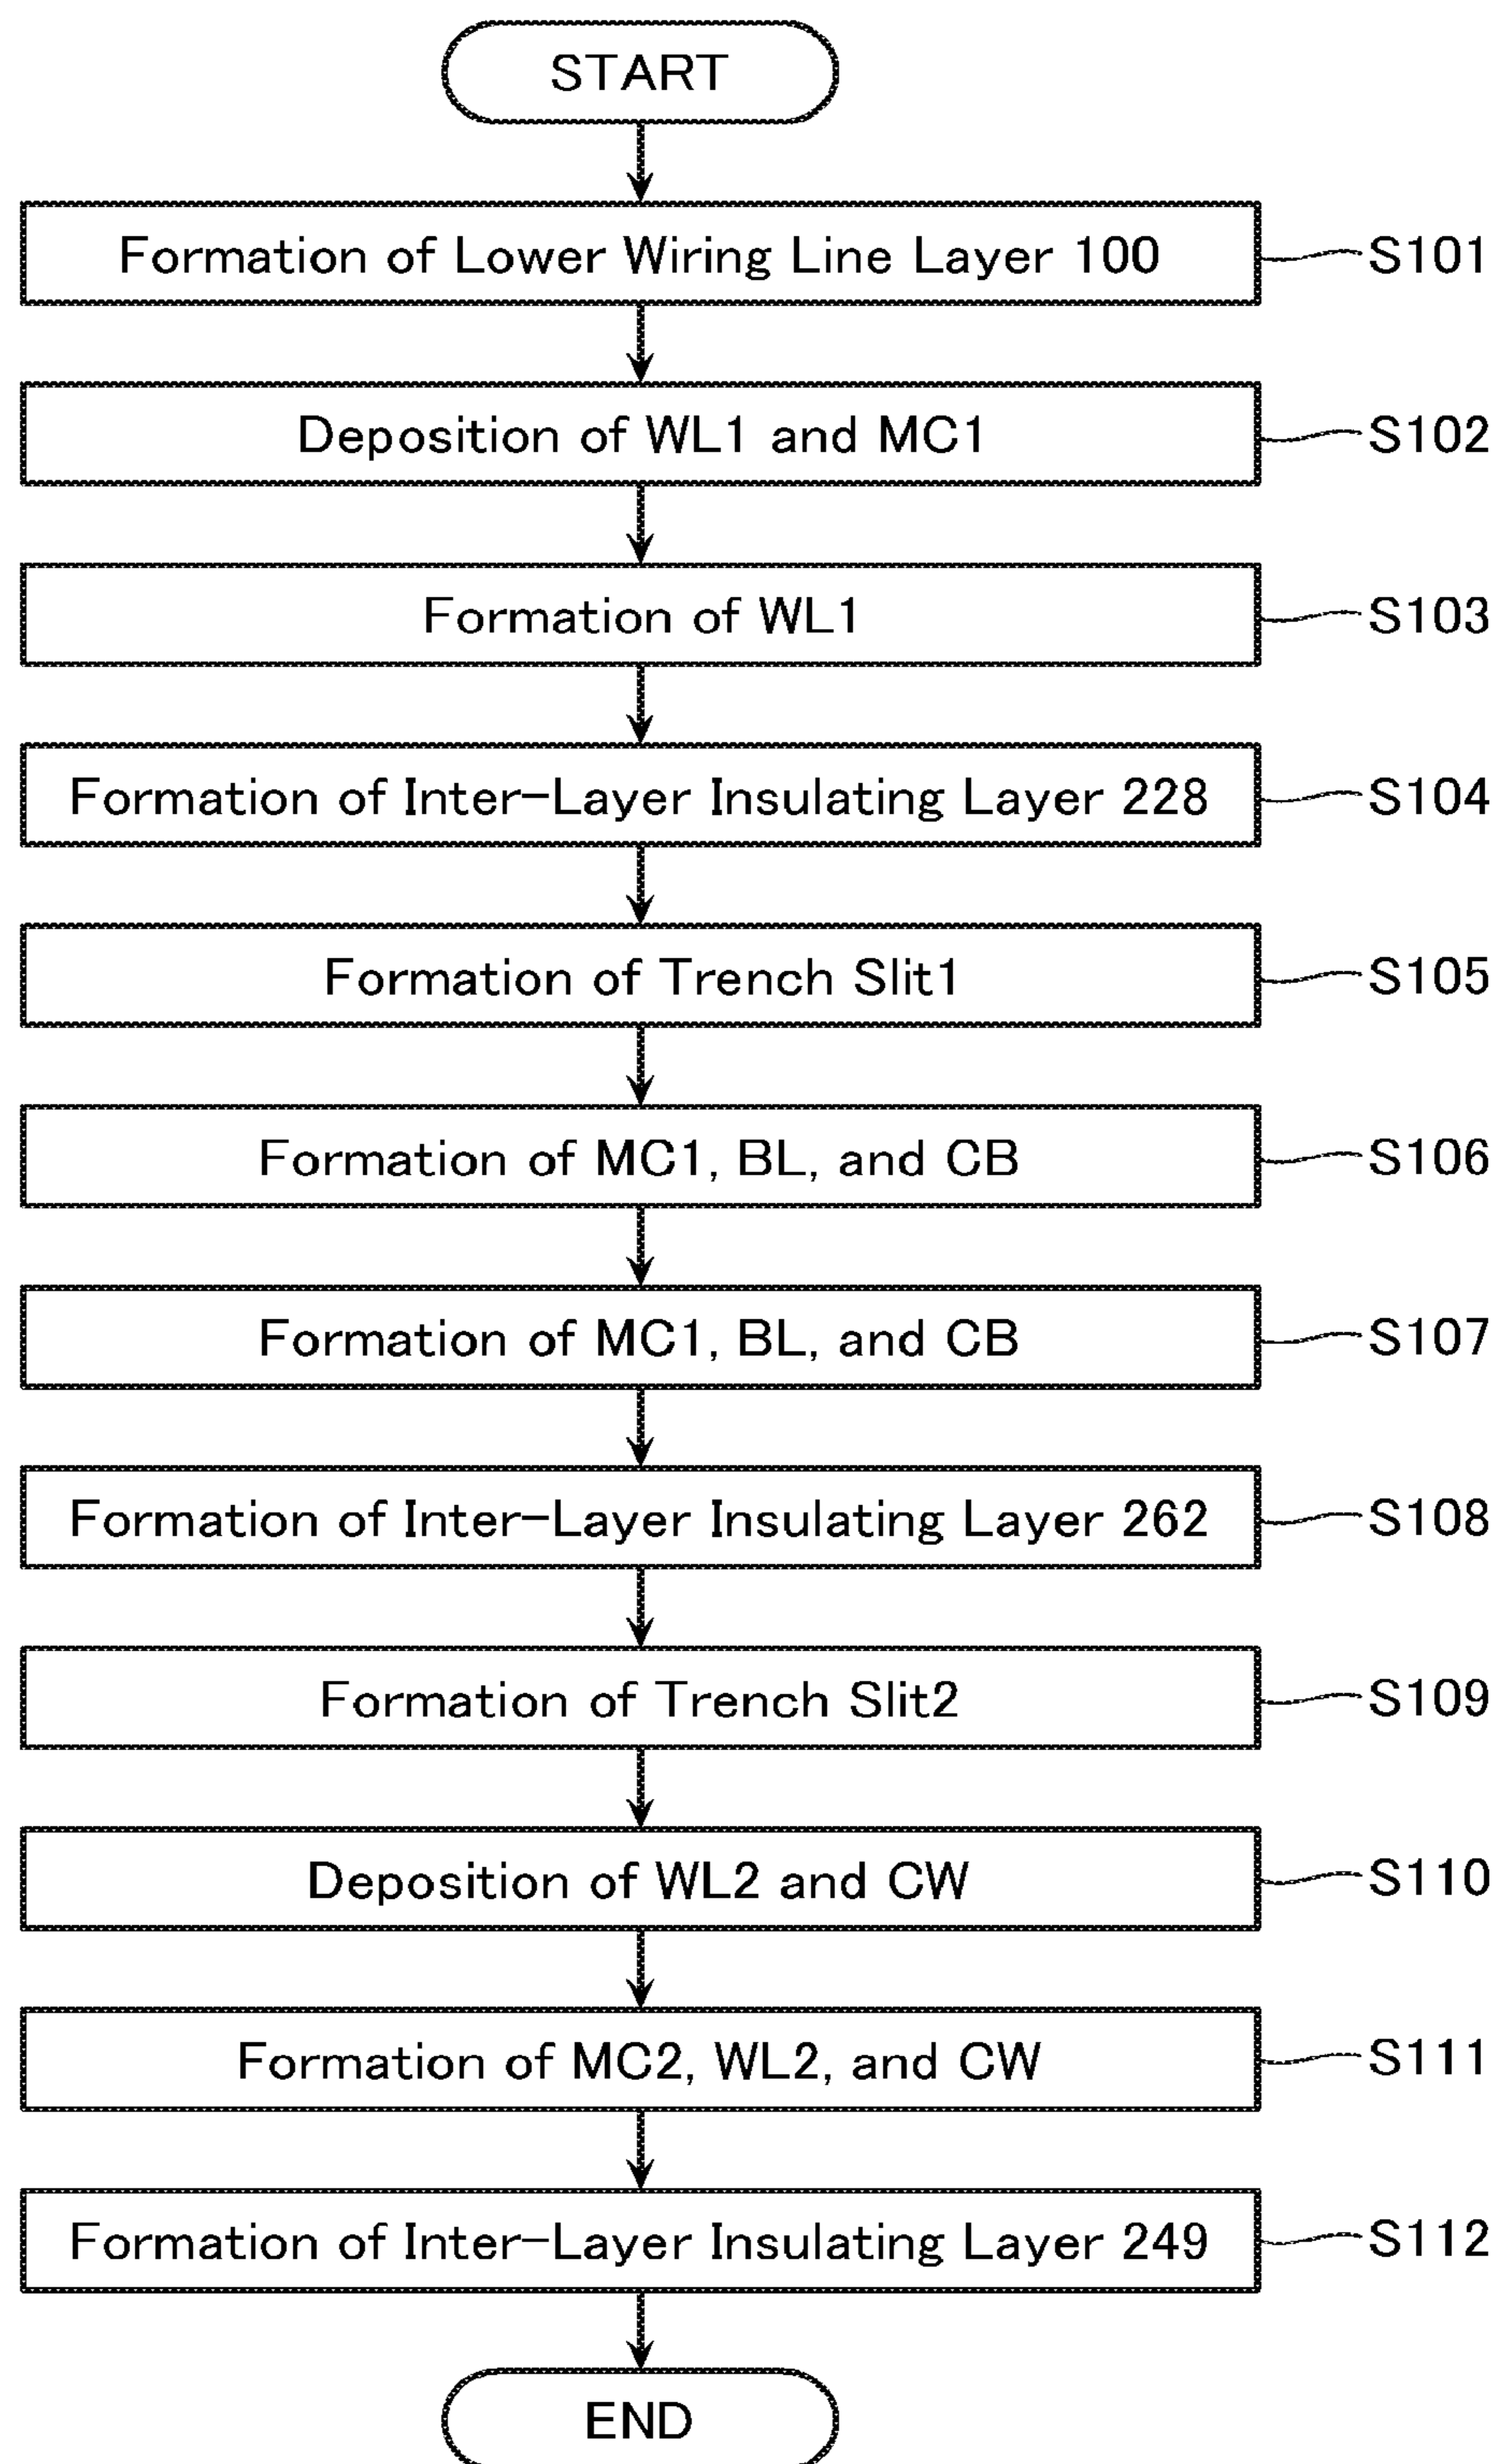 START
Formation of Lower Wiring Line Layer 100
S101
Deposition of WL1 and MC1
S102
Formation of WL1
S103
Formation of Inter-Layer Insulating Layer 228
S104
Formation of Trench Slit1
S105
Formation of MC1, BL, and CB
S106
Formation of MC1, BL, and CB
S107
Formation of Inter-Layer Insulating Layer 262
S108
Formation of Trench Slit2
S109
Deposition of WL2 and CW
S110
Formation of MC2, WL2, and CW
S111
Formation of Inter-Layer Insulating Layer 249
S112
END